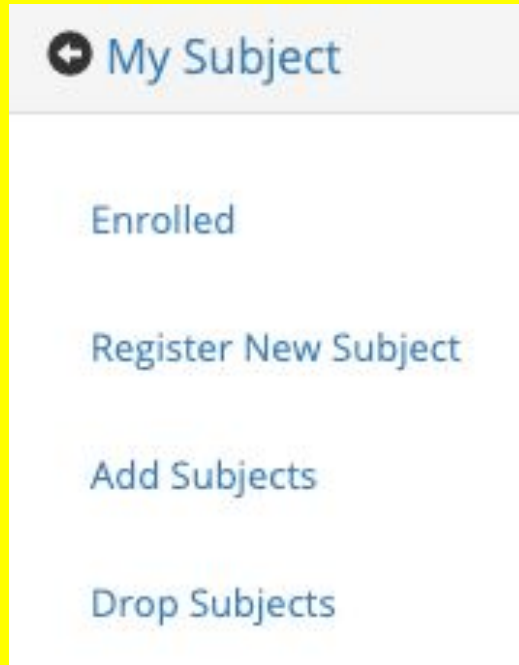 My Subject
Enrolled
Register New Subject
Add Subjects
Drop Subjects